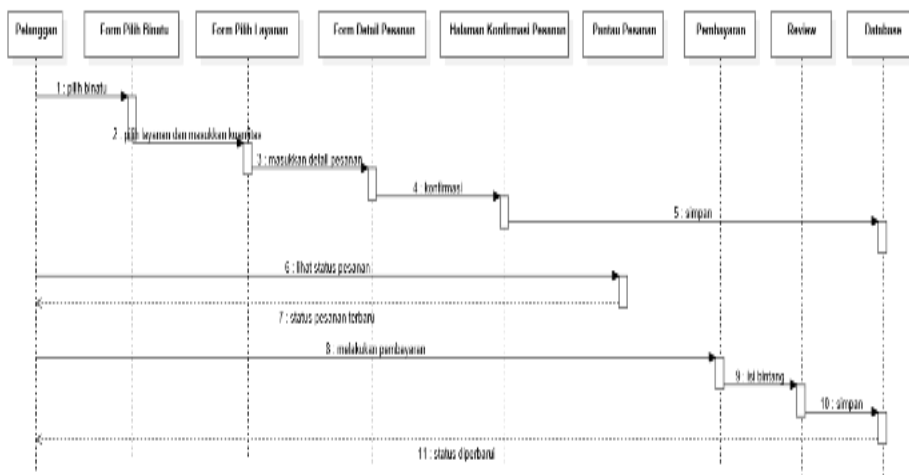 Pelanggan
Form Pilih Binatu
Form Pilih Layanan
Form Detail Pesanan
Halaman Konfirmasi Pesanan
Pantau Pesanan
Pembayaran
Review
Database
1 : pilih binatu
2 : pilih layanan dan masukkan kuantitas
3 : masukkan detail pesanan
4 : konfirmasi
5 : simpan
6 : lihat status pesanan
7 : status pesanan terbaru
8 : melakukan pembayaran
9 : isi bintang
10 : simpan
11 : status diperbarui